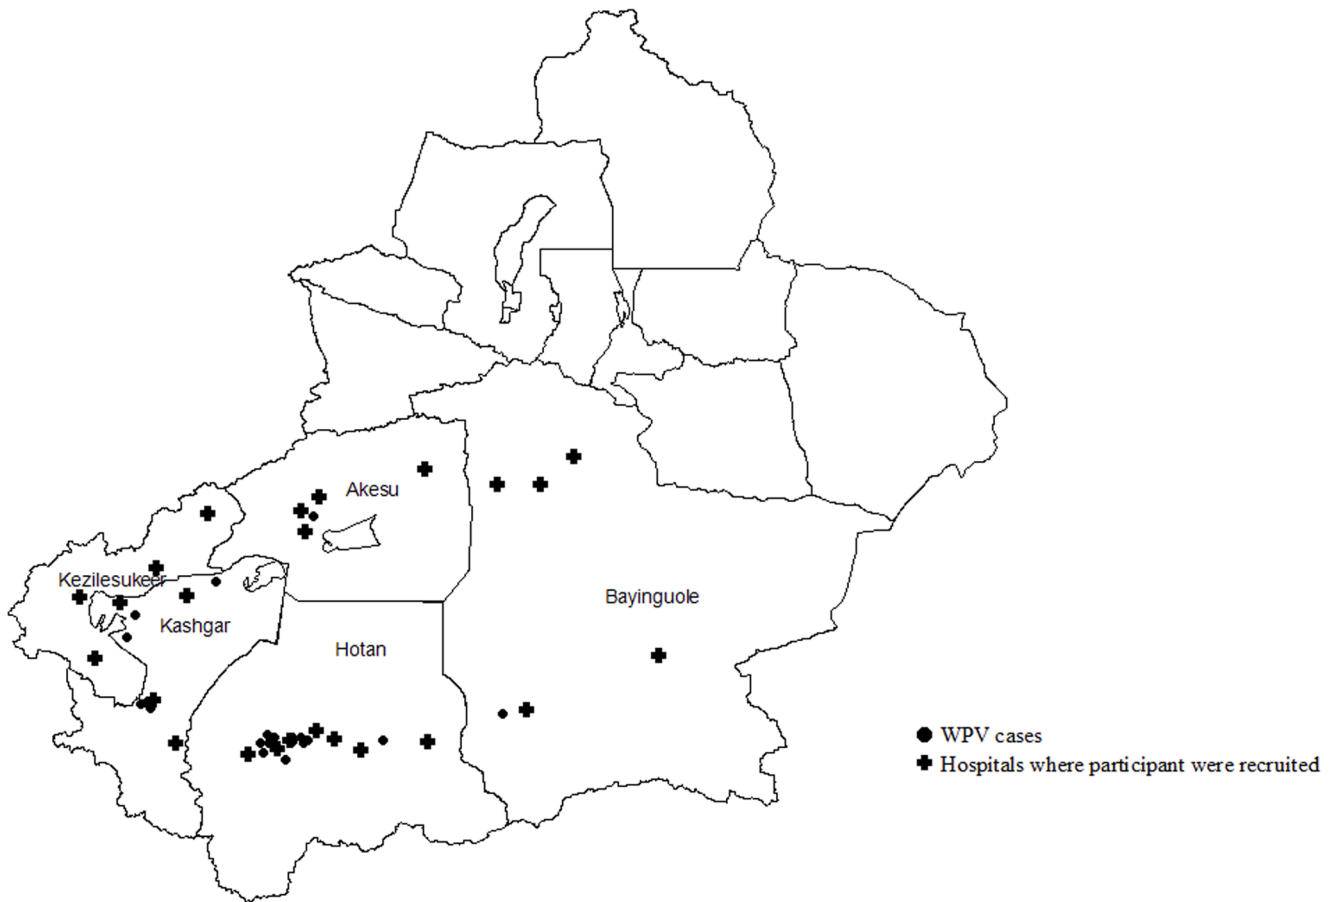 Akesu
Kezilesukeer
Bayinguole
Kashgar
Hotan
WPV cases
Hospitals where participant were recruited